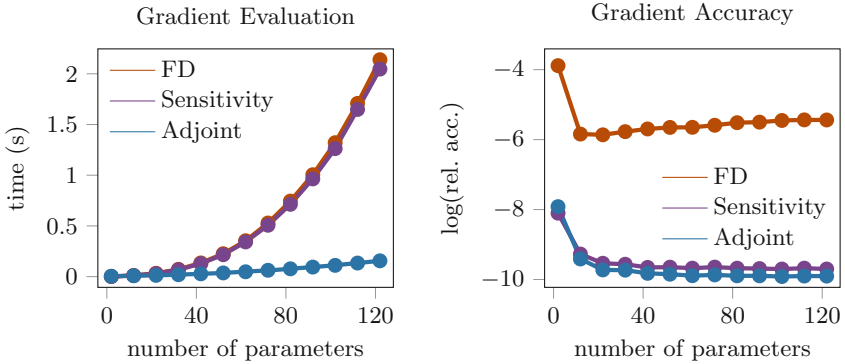 Gradient Evaluation
time (s)
2
1.5
1
0.5
0
FD
Sensitivity
Adjoint
0
40
80
120
number of parameters
Gradient Accuracy
log(rel. acc.)
−4
−6
−8
−10
FD
Sensitivity
Adjoint
0
40
80
120
number of parameters